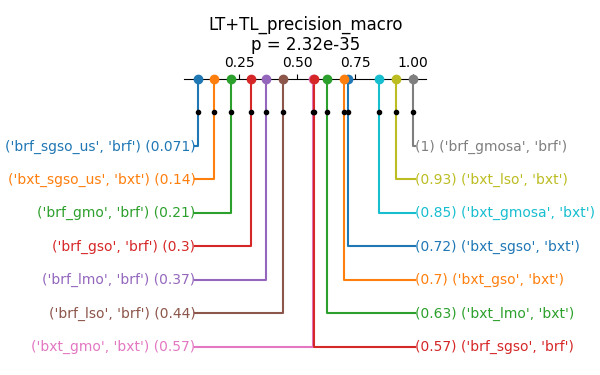 LT+TL_precision_macro
p = 2.32e-35
0.25 0.50 0.75 1.00
('brf_sgso_us', 'brf') (0.071)
(1) ('brf_gmosa', 'brf')
('bxt_sgso_us', 'bxt') (0.14)
(0.93) ('bxt_lso', 'bxt')
('brf_gmo', 'brf') (0.21)
(0.85) ('bxt_gmosa', 'bxt')
('brf_gso', 'brf') (0.3)
(0.72) ('bxt_sgso', 'bxt')
('brf_lmo', 'brf') (0.37)
(0.7) ('bxt_gso', 'bxt')
('brf_lso', 'brf') (0.44)
(0.63) ('bxt_lmo', 'bxt')
('bxt_gmo', 'bxt') (0.57)
(0.57) ('brf_sgso', 'brf')